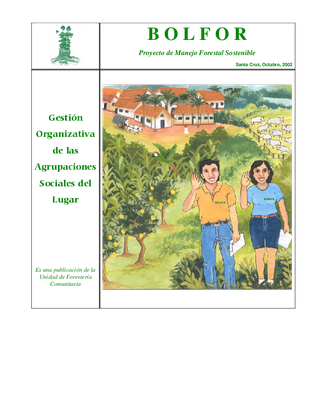 B O L F O R
Proyecto de Manejo Forestal Sostenible
Santa Cruz, Octubre, 2002
Gestión
Organizativa
de las
Agrupaciones
Sociales del
Lugar
Es una publicación de la
Unidad de Forestería
Comunitaria